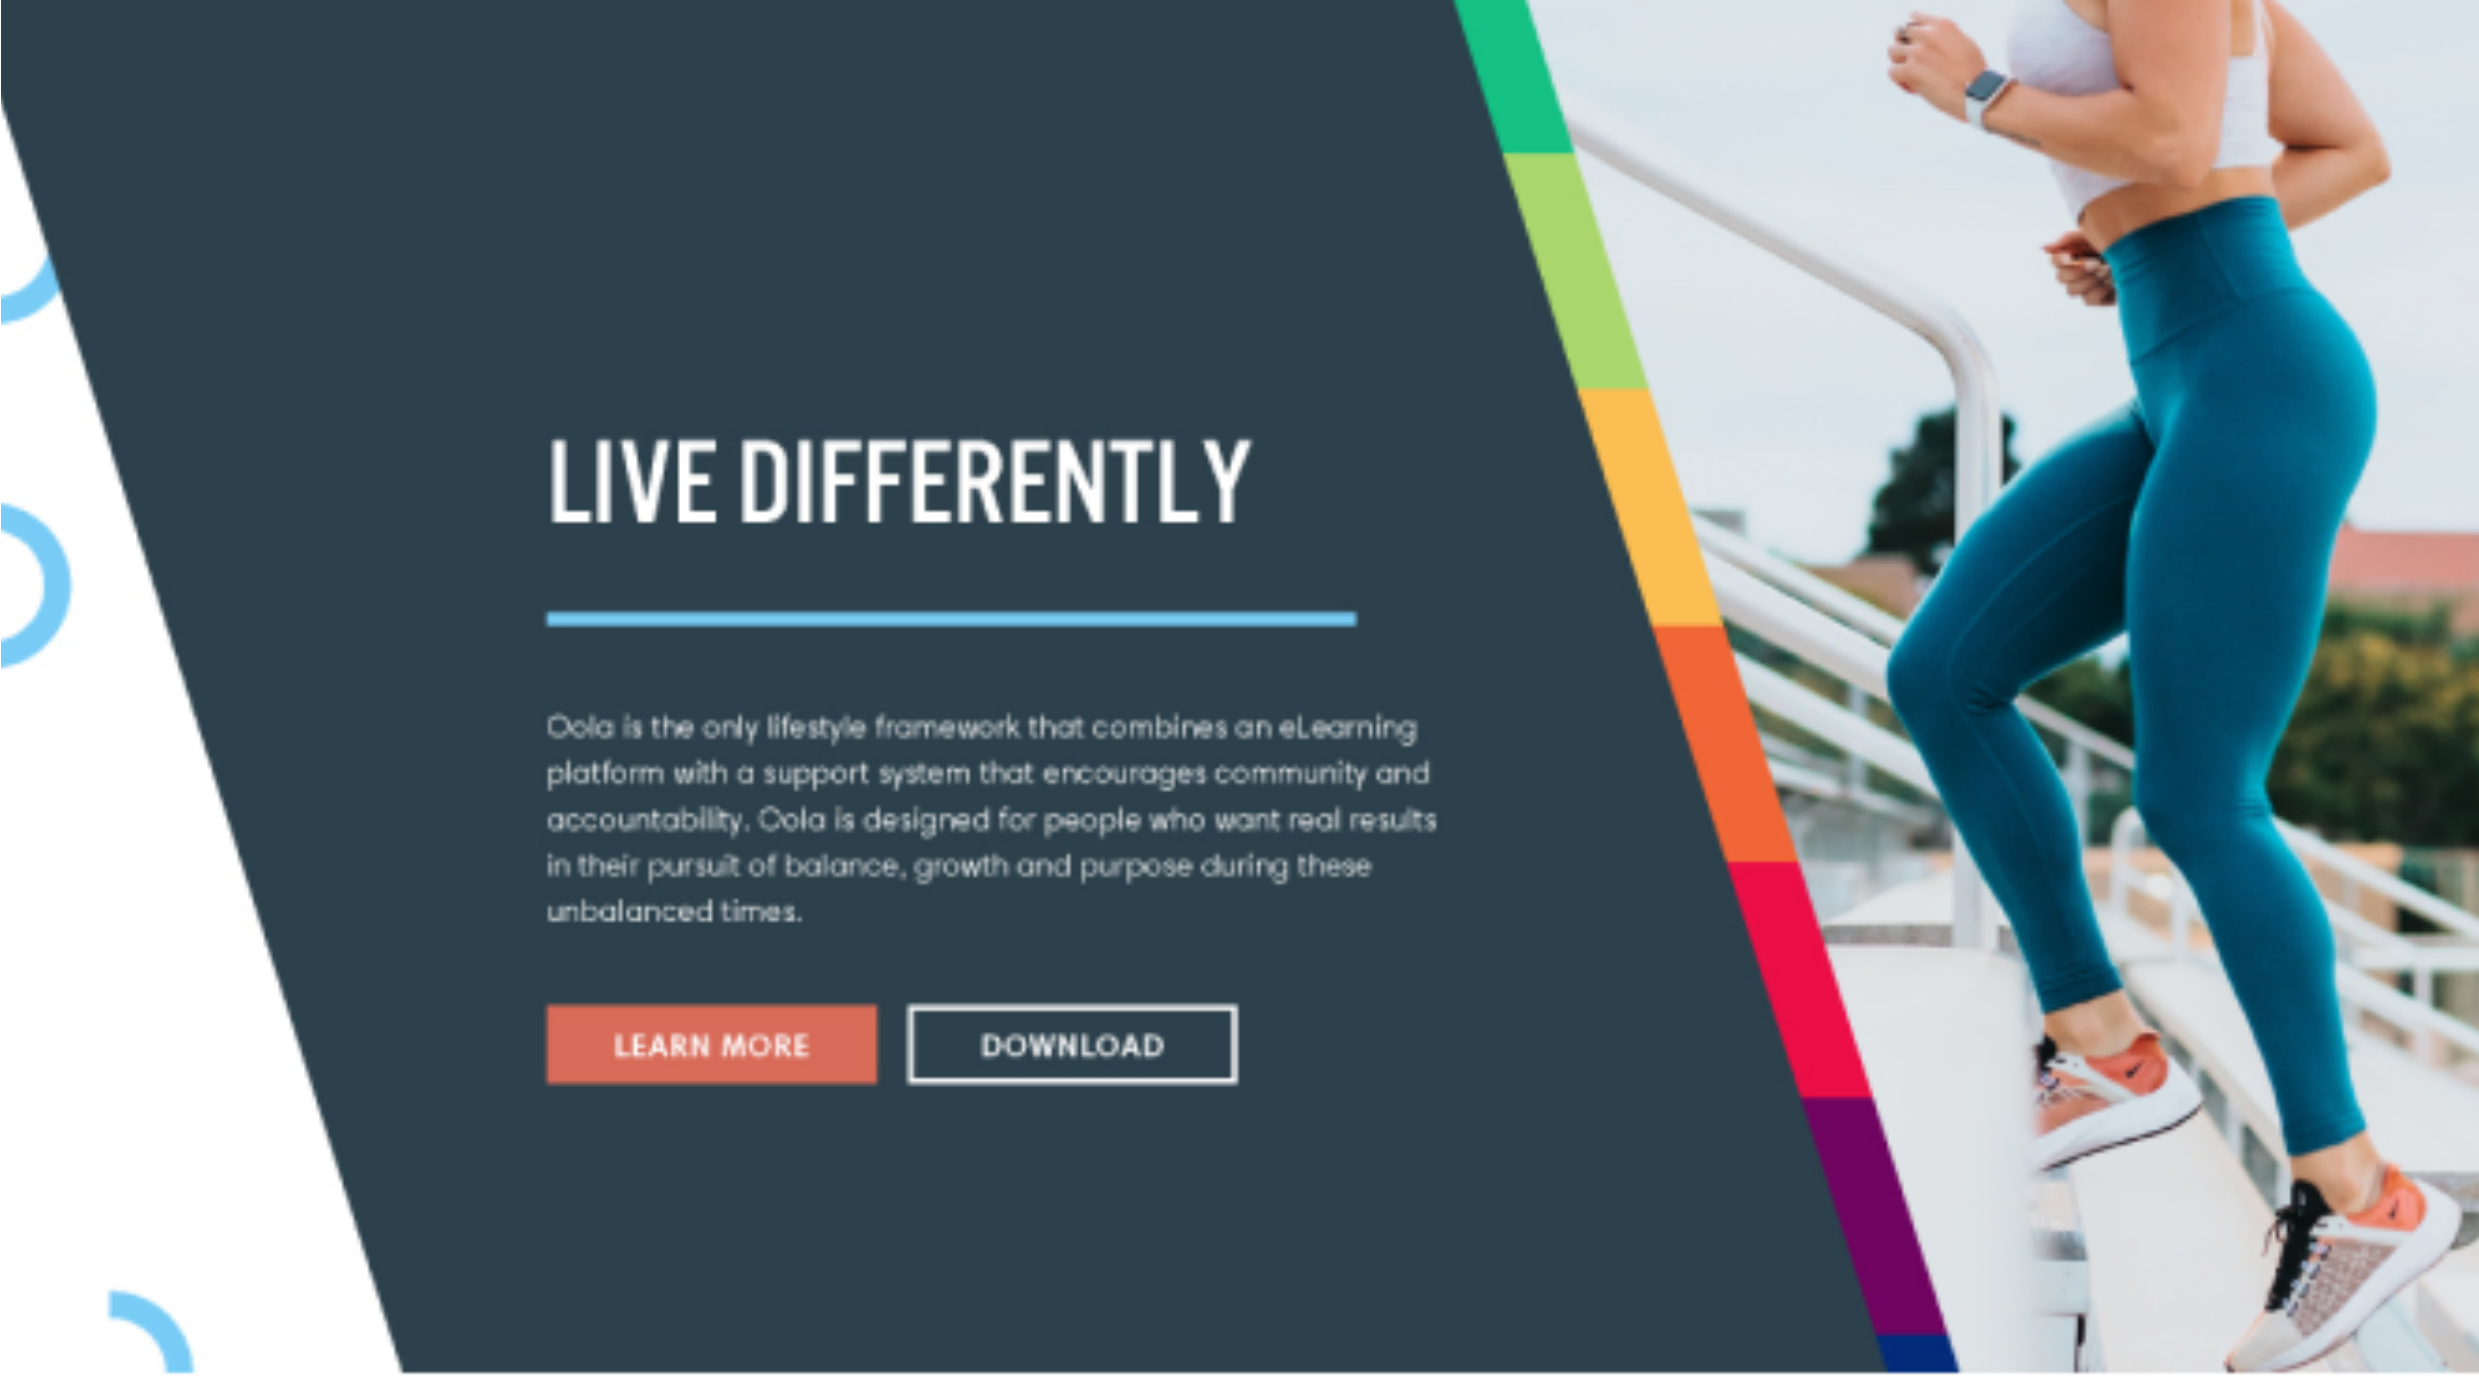 LIVE DIFFERENTLY
Oola is the only lifestyle framework that combines an eLearning
platform with a support system that encourages community and
accountability. Oola is designed for people who want real results
in their pursuit of balance, growth and purpose during these
unbalanced times.
LEARN MORE
DOWNLOAD